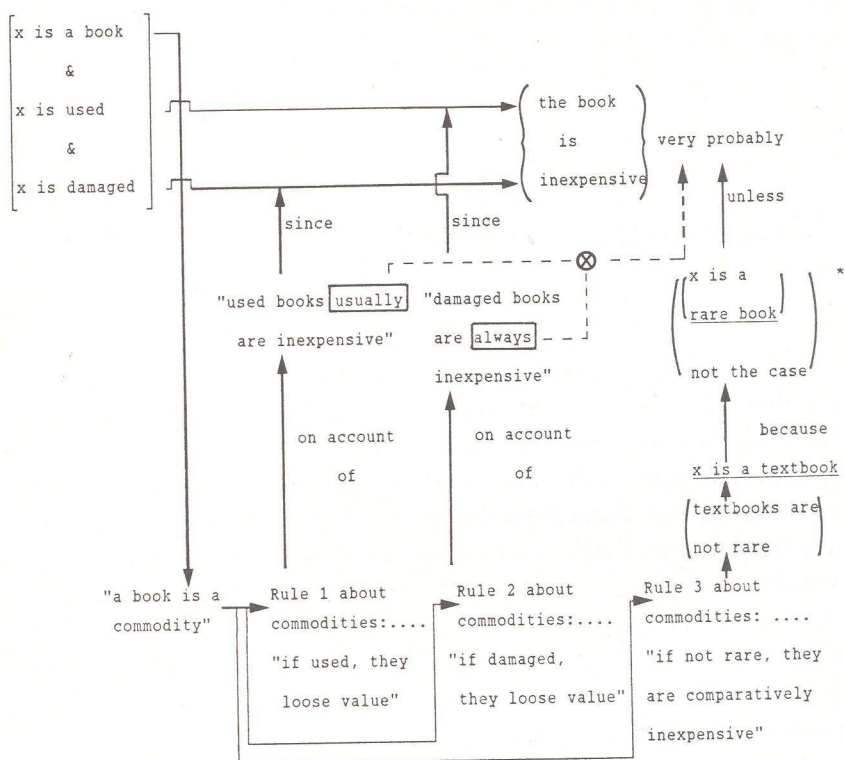 x is a book
&
x is used
&
x is damaged
the book
is
inexpensive
very probably
since
since
unless
"used books usually
are inexpensive"
"damaged books
are always
inexpensive"
x is a
rare book
*
not the case
on account
of
on account
of
because
x is a textbook
textbooks are
not rare
"a book is a
commodity"
Rule 1 about
commodities:....
"if used, they
loose value"
Rule 2 about
commodities:....
"if damaged,
they loose value"
Rule 3 about
commodities: ....
"if not rare, they
are comparatively
inexpensive"